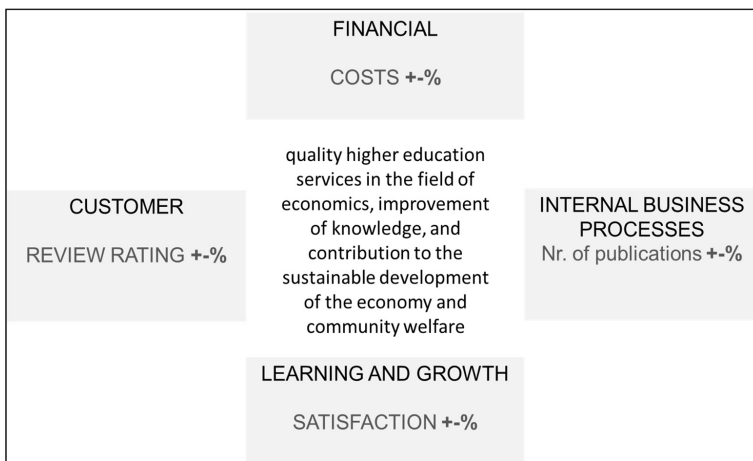 FINANCIAL
COSTS +-%
quality higher education
services in the field of
economics, improvement
of knowledge, and
contribution to the
sustainable development
of the economy and
community welfare
CUSTOMER
REVIEW RATING +-%
INTERNAL BUSINESS
PROCESSES
Nr. of publications +-%
LEARNING AND GROWTH
SATISFACTION +-%